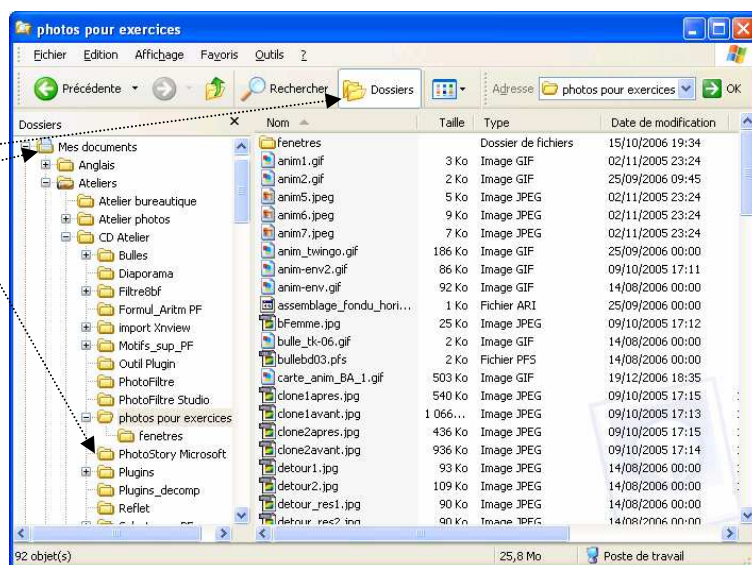 photos pour exercices
Fichier Edition Affichage Favoris Outils ?
Précédente Rechercher Dossiers Adresse photos pour exercices OK
Dossiers
Mes documents
Anglais
Ateliers
Atelier bureautique
Atelier photos
CD Atelier
Bulles
Diaporama
Filtre8bf
Formul_Aritm PF
import Xnview
Motifs_sup_PF
Outil Plugin
PhotoFiltre
PhotoFiltre Studio
photos pour exercices
fenetres
PhotoStory Microsoft
Plugins
Plugins_decomp
Reflet
Nom Taille Type Date de modification
fenetres Dossier de fichiers 15/10/2006 19:34
anim1.gif 3 Ko Image GIF 02/11/2005 23:24
anim2.gif 2 Ko Image GIF 25/09/2006 09:45
anim5.jpeg 5 Ko Image JPEG 02/11/2005 23:24
anim6.jpeg 9 Ko Image JPEG 02/11/2005 23:24
anim7.jpeg 7 Ko Image JPEG 02/11/2005 23:24
anim_twingo.gif 186 Ko Image GIF 25/09/2006 00:00
anim-env2.gif 86 Ko Image GIF 09/10/2005 17:11
anim-env.gif 92 Ko Image GIF 14/08/2006 00:00
assemblage_fondu_hori... 1 Ko Fichier ARI 25/09/2006 00:00
bFemme.jpg 25 Ko Image JPEG 09/10/2005 17:12
bulle_tk-06.gif 2 Ko Image GIF 14/08/2006 00:00
bullebd03.pfs 2 Ko Fichier PFS 14/08/2006 00:00
carte_anim_BA_1.gif 503 Ko Image GIF 19/12/2006 18:35
clone1apres.jpg 540 Ko Image JPEG 09/10/2005 17:15
clone1avant.jpg 1 066... Image JPEG 09/10/2005 17:13
clone2apres.jpg 436 Ko Image JPEG 09/10/2005 17:15
clone2avant.jpg 936 Ko Image JPEG 09/10/2005 17:14
detour1.jpg 93 Ko Image JPEG 14/08/2006 00:00
detour2.jpg 109 Ko Image JPEG 14/08/2006 00:00
detour_res1.jpg 90 Ko Image JPEG 14/08/2006 00:00
detour_res2.jpg 90 Ko Image JPEG 14/08/2006 00:00
92 objet(s) 25,8 Mo Poste de travail